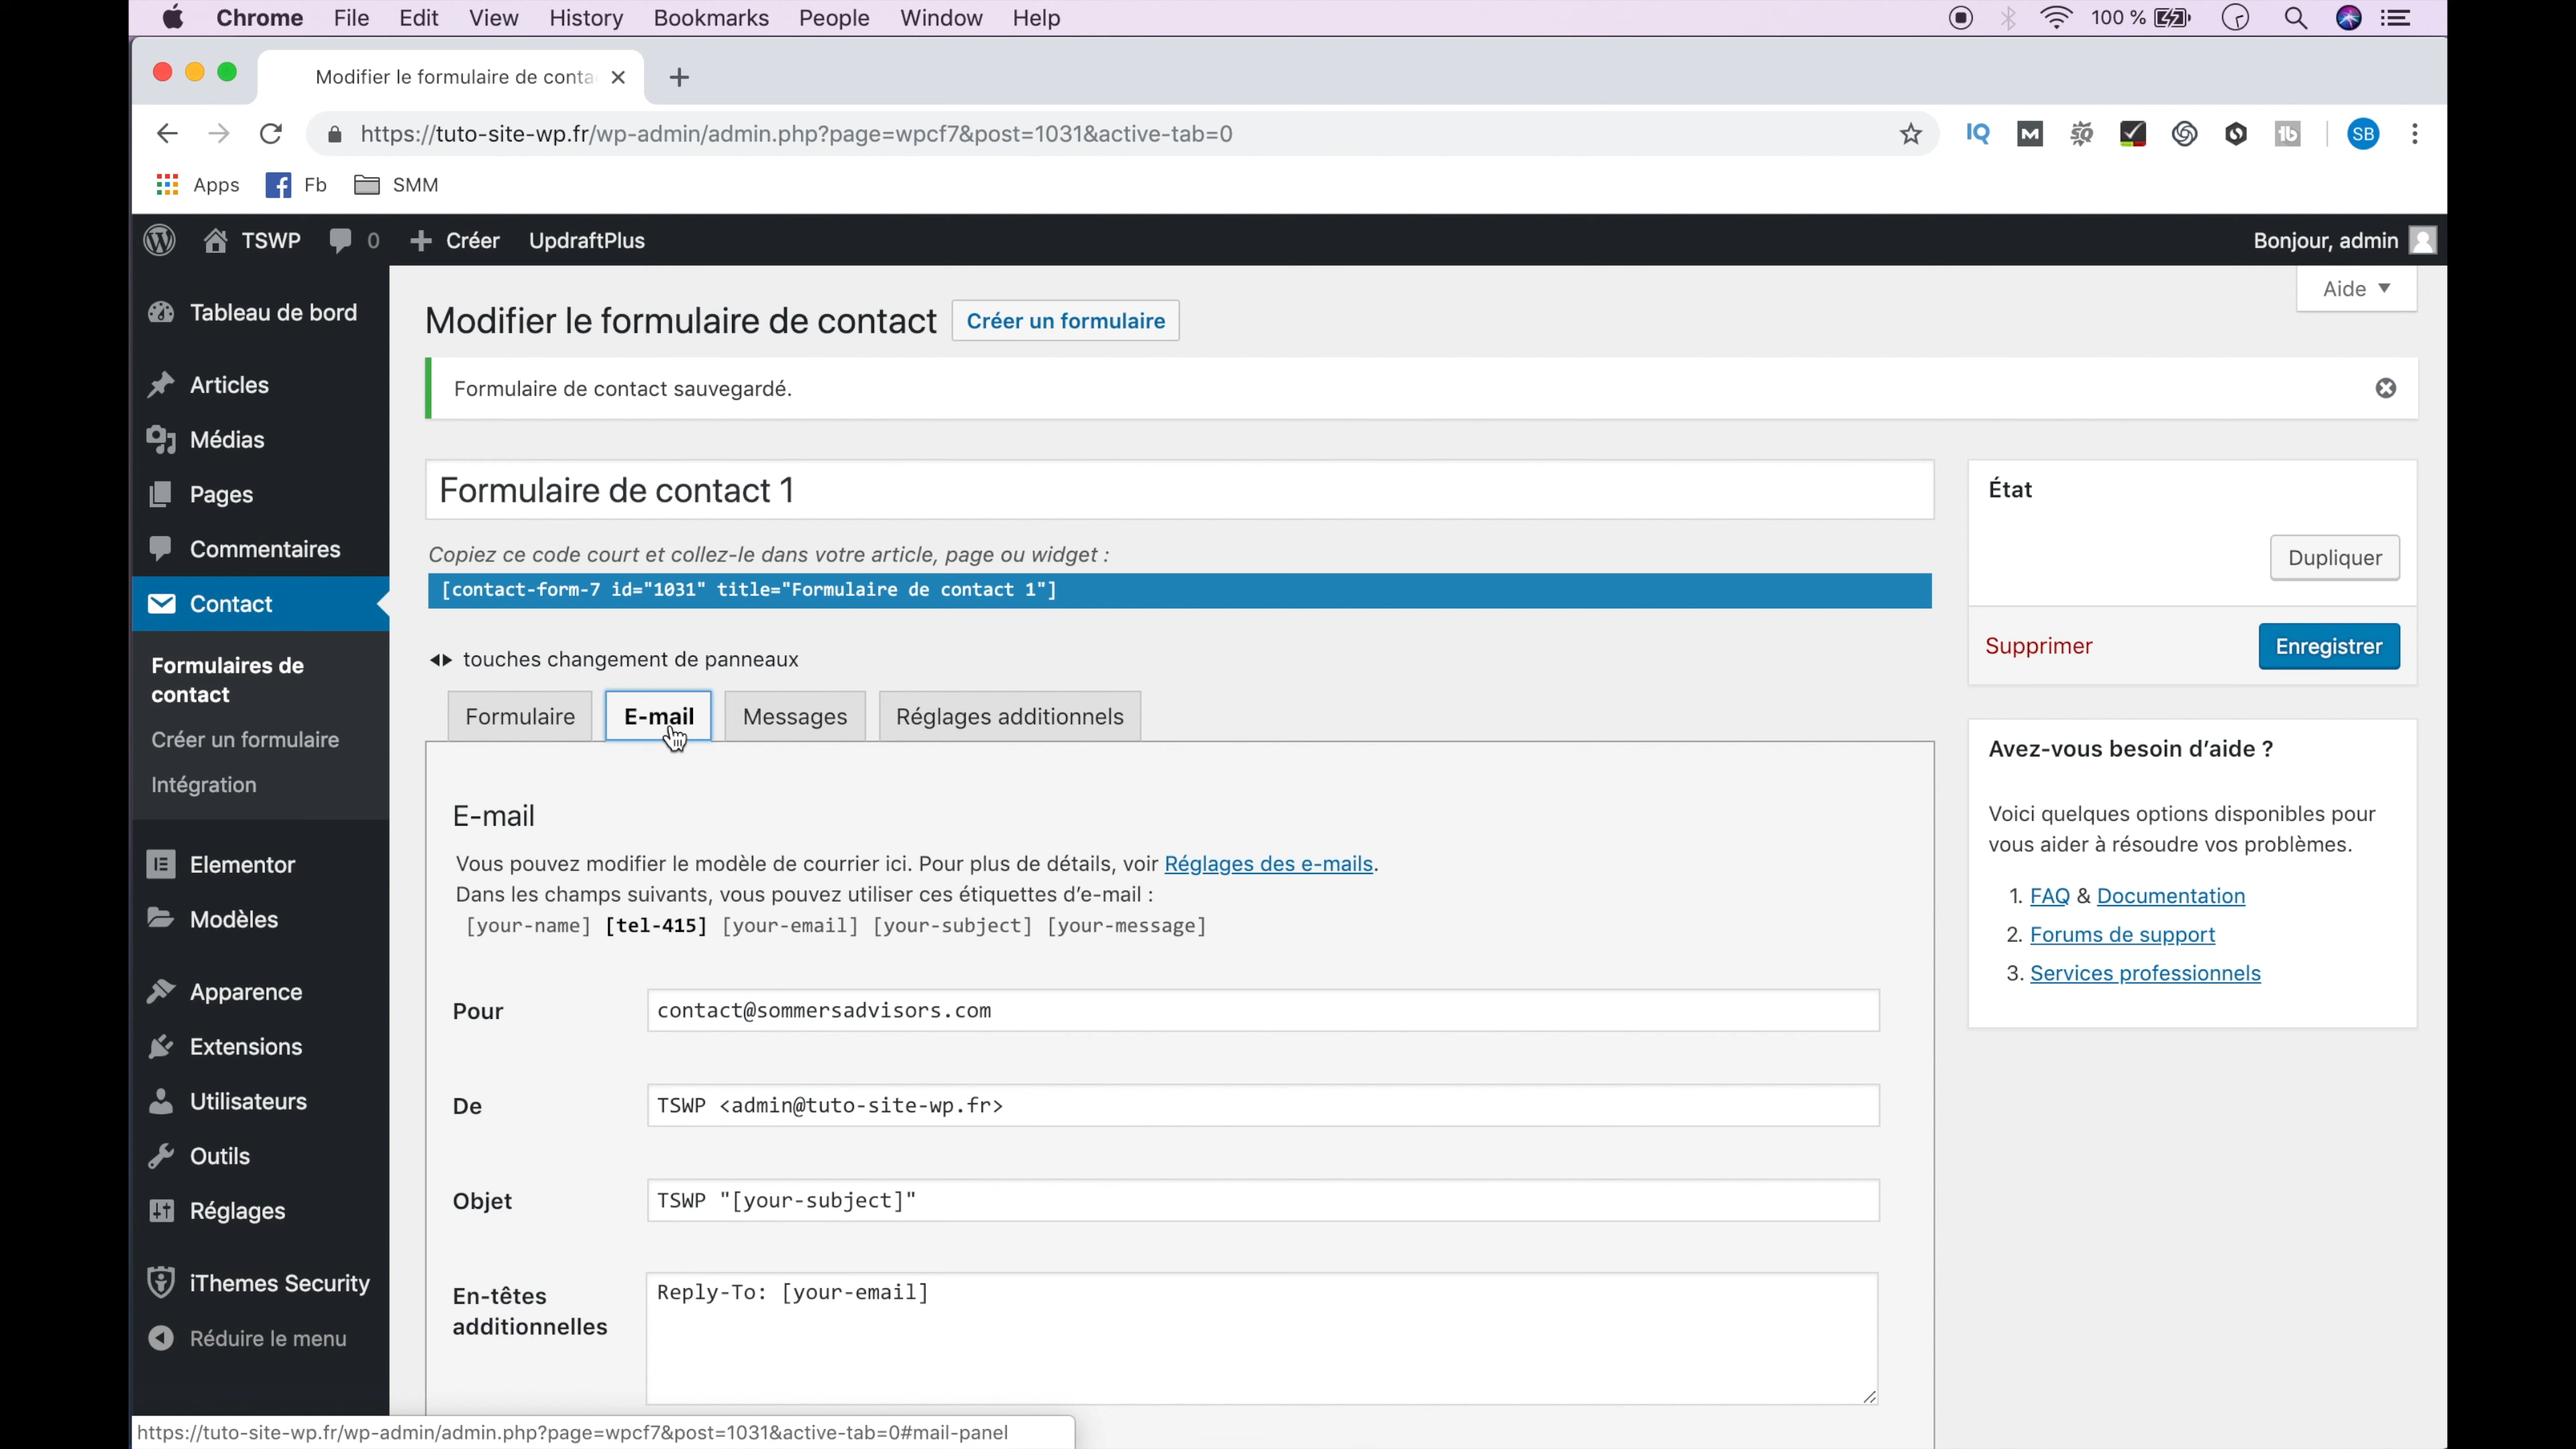 Chrome File Edit View History Bookmarks People Window Help 100 %
Modifier le formulaire de conta
https://tuto-site-wp.fr/wp-admin/admin.php?page=wpcf7&post=1031&active-tab=0
IQ M SQ tb SB
Apps Fb SMM
TSWP 0 Créer UpdraftPlus Bonjour, admin
Aide
Tableau de bord
Articles
Médias
Pages
Commentaires
Contact
Formulaires de
contact
Créer un formulaire
Intégration
Elementor
Modèles
Apparence
Extensions
Utilisateurs
Outils
Réglages
iThemes Security
Réduire le menu
Modifier le formulaire de contact Créer un formulaire
Formulaire de contact sauvegardé.
Formulaire de contact 1
Copiez ce code court et collez-le dans votre article, page ou widget :
[contact-form-7 id="1031" title="Formulaire de contact 1"]
touches changement de panneaux
Formulaire E-mail Messages Réglages additionnels
E-mail
Vous pouvez modifier le modèle de courrier ici. Pour plus de détails, voir Réglages des e-mails.
Dans les champs suivants, vous pouvez utiliser ces étiquettes d’e-mail :
[your-name] [tel-415] [your-email] [your-subject] [your-message]
Pour contact@sommersadvisors.com
De TSWP <admin@tuto-site-wp.fr>
Objet TSWP "[your-subject]"
En-têtes
additionnelles
Reply-To: [your-email]
État
Dupliquer
Supprimer Enregistrer
Avez-vous besoin d’aide ?
Voici quelques options disponibles pour
vous aider à résoudre vos problèmes.
1. FAQ & Documentation
2. Forums de support
3. Services professionnels
https://tuto-site-wp.fr/wp-admin/admin.php?page=wpcf7&post=1031&active-tab=0#mail-panel